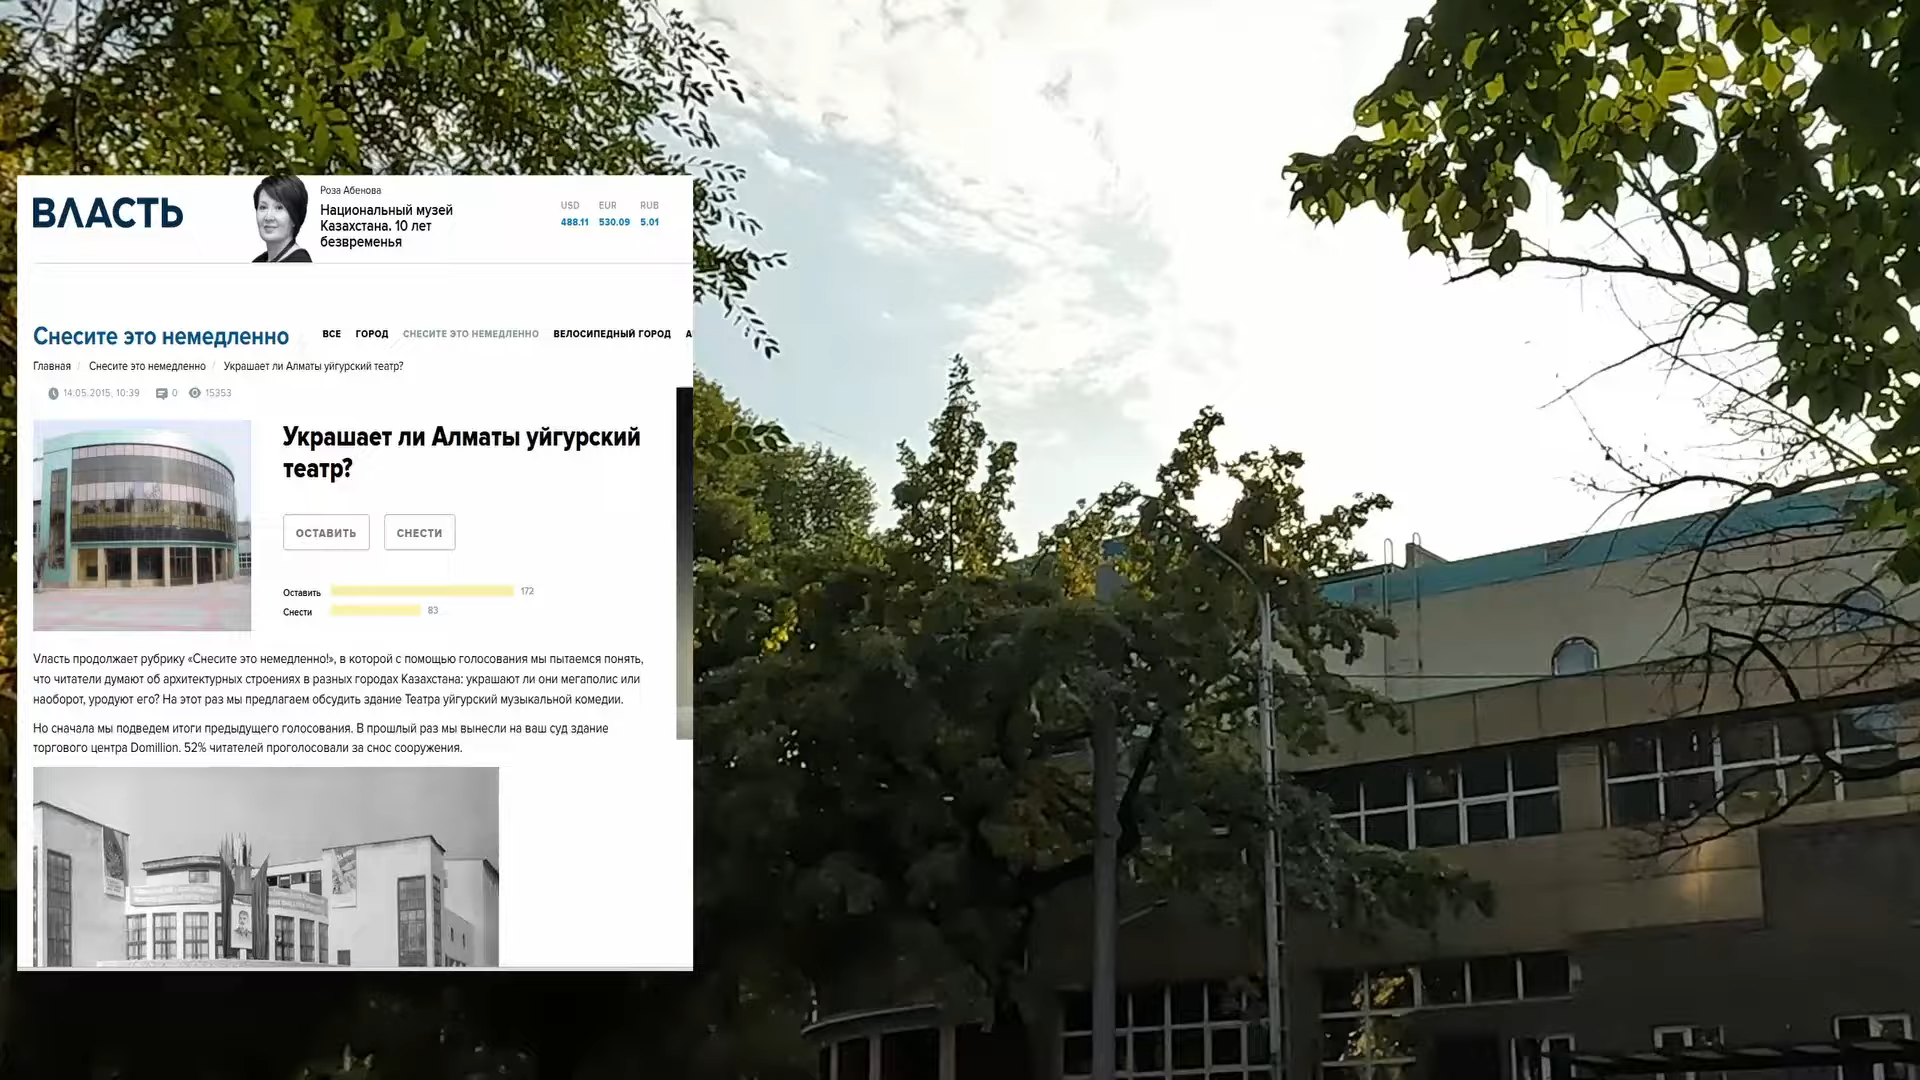 ВЛАСТЬ
Роза Абенова
Национальный музей
Казахстана. 10 лет
безвременья
USD EUR RUB
488.11 530.09 5.01
Снесите это немедленно
ВСЕ ГОРОД СНЕСИТЕ ЭТО НЕМЕДЛЕННО ВЕЛОСИПЕДНЫЙ ГОРОД А
Главная / Снесите это немедленно / Украшает ли Алматы уйгурский театр?
14.05.2015, 10:39 0 15353
Украшает ли Алматы уйгурский
театр?
ОСТАВИТЬ СНЕСТИ
Оставить 172
Снести 83
Vласть продолжает рубрику «Снесите это немедленно!», в которой с помощью голосования мы пытаемся понять,
что читатели думают об архитектурных строениях в разных городах Казахстана: украшают ли они мегаполис или
наоборот, уродуют его? На этот раз мы предлагаем обсудить здание Театра уйгурской музыкальной комедии.
Но сначала мы подведем итоги предыдущего голосования. В прошлый раз мы вынесли на ваш суд здание
торгового центра Domillion. 52% читателей проголосовали за снос сооружения.